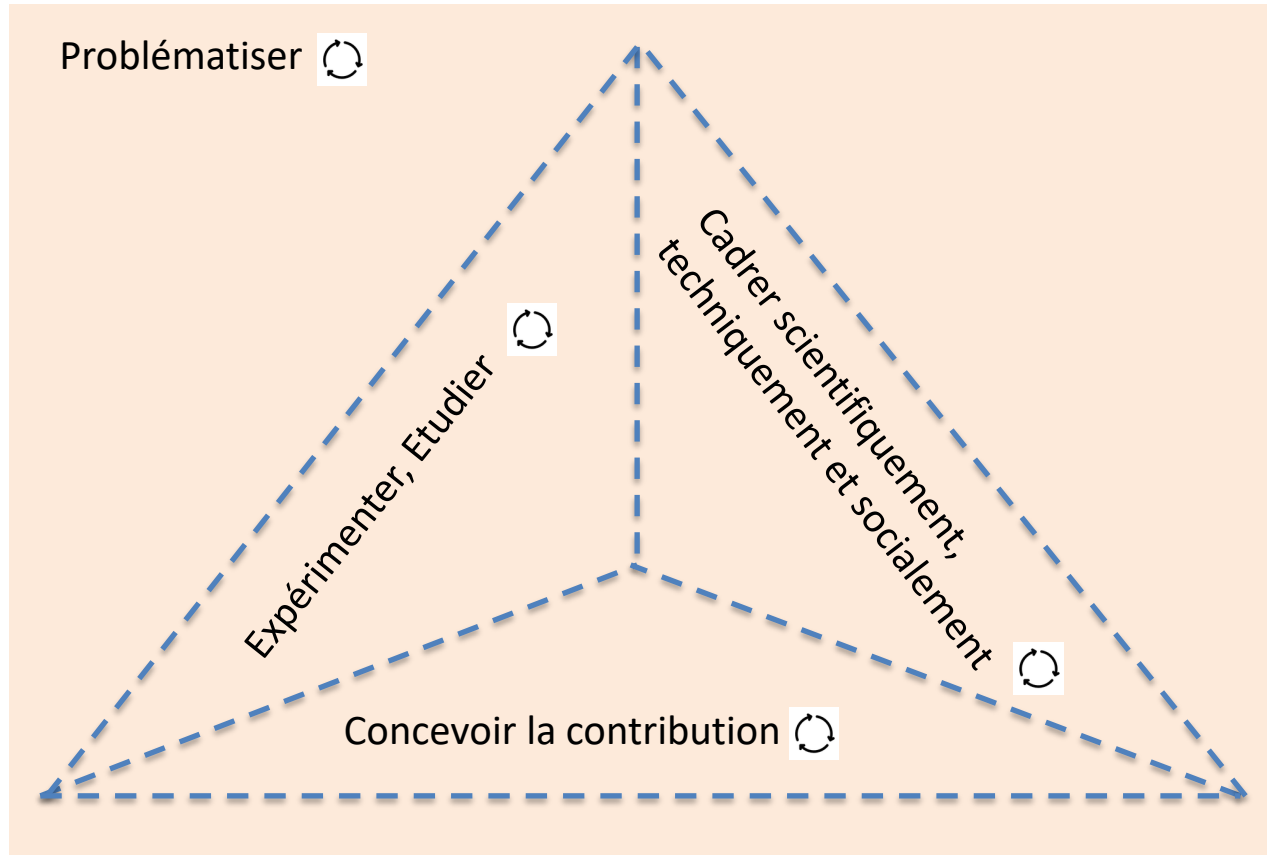 Problématiser
Cadrer scientifiquement,
techniquement et socialement
Expérimenter, Etudier
Concevoir la contribution